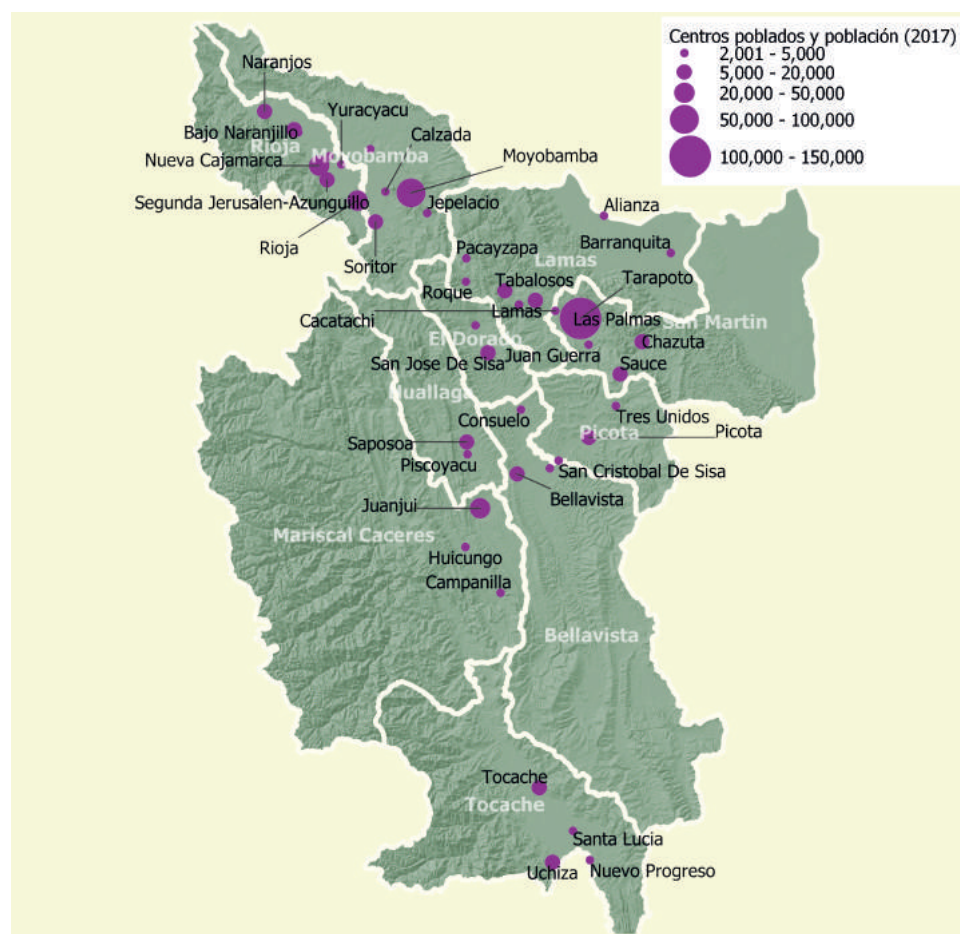 Centros poblados y población (2017)
2,001 - 5,000
5,000 - 20,000
20,000 - 50,000
50,000 - 100,000
100,000 - 150,000
Naranjos
Yuracyacu
Bajo Naranjillo
Calzada
Rioja
Moyobamba
Moyobamba
Nueva Cajamarca
Segunda Jerusalen-Azunguillo
Jepelacio
Alianza
Rioja
Soritor
Barranquita
Pacayzapa
Lamas
Tabalosos
Tarapoto
Roque
Lamas
Cacatachi
Las Palmas
San Martin
El Dorado
Chazuta
San Jose De Sisa
Juan Guerra
Sauce
Huallaga
Consuelo
Tres Unidos
Picota
Picota
Saposoa
Piscoyacu
San Cristobal De Sisa
Bellavista
Juanjui
Mariscal Caceres
Huicungo
Campanilla
Bellavista
Tocache
Tocache
Santa Lucia
Uchiza
Nuevo Progreso